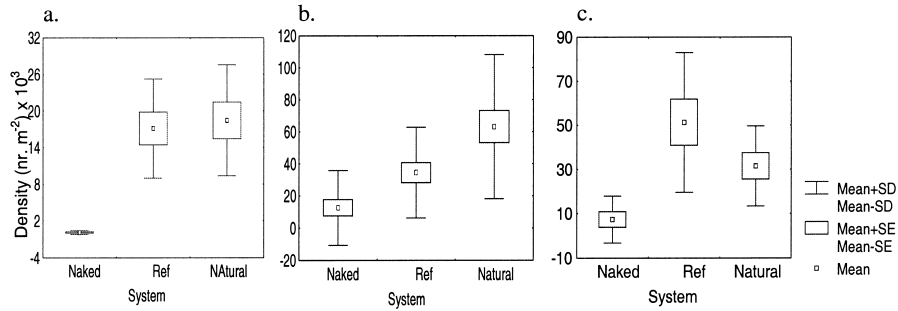 a.
b.
c.
Density (nr. m-2) x 103
32
26
20
14
8
2
-4
Naked Ref NAtural
System
120
100
80
60
40
20
0
-20
Naked Ref Natural
System
90
70
50
30
10
-10
Naked Ref Natural
System
Mean+SD
Mean-SD
Mean+SE
Mean-SE
Mean